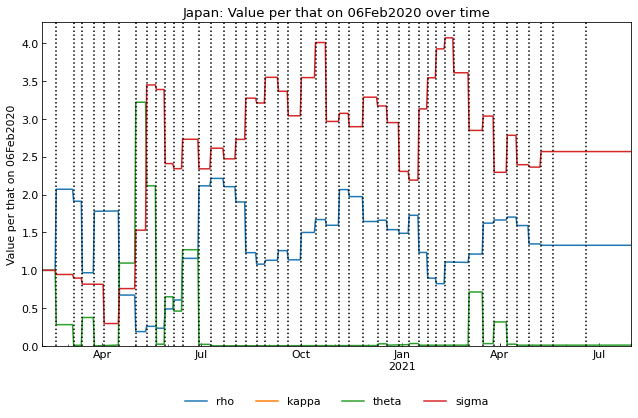 Japan: Value per that on 06Feb2020 over time
Value per that on 06Feb2020
4.0
3.5
3.0
2.5
2.0
1.5
1.0
0.5
0.0
Apr Jul Oct Jan Apr Jul
2021
rho kappa theta sigma